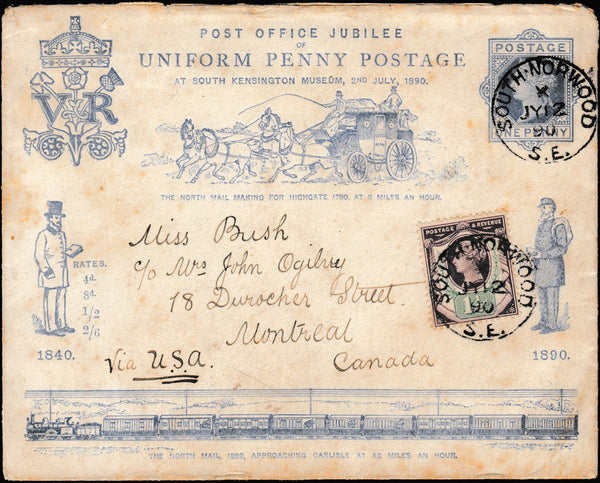 POST OFFICE JUBILEE
OF
UNIFORM PENNY POSTAGE
AT SOUTH KENSINGTON MUSEUM, 2ND JULY, 1890.
V R
POSTAGE
ONE PENNY
SOUTH-NORWOOD
X
JY 12
90
S.E.
THE NORTH MAIL MAKING FOR HIGHGATE 1790. AT 8 MILES AN HOUR.
RATES.
4d.
8d.
1/2
2/6
1840.
Miss Bush
c/o Mrs John Ogilvy
18 Durocher Street.
Montreal
Canada
Via U.S.A.
POSTAGE & REVENUE
SOUTH-NORWOOD
JY 12
90
S.E.
1890.
THE NORTH MAIL, 1890, APPROACHING CARLISLE AT 48 MILES AN HOUR.